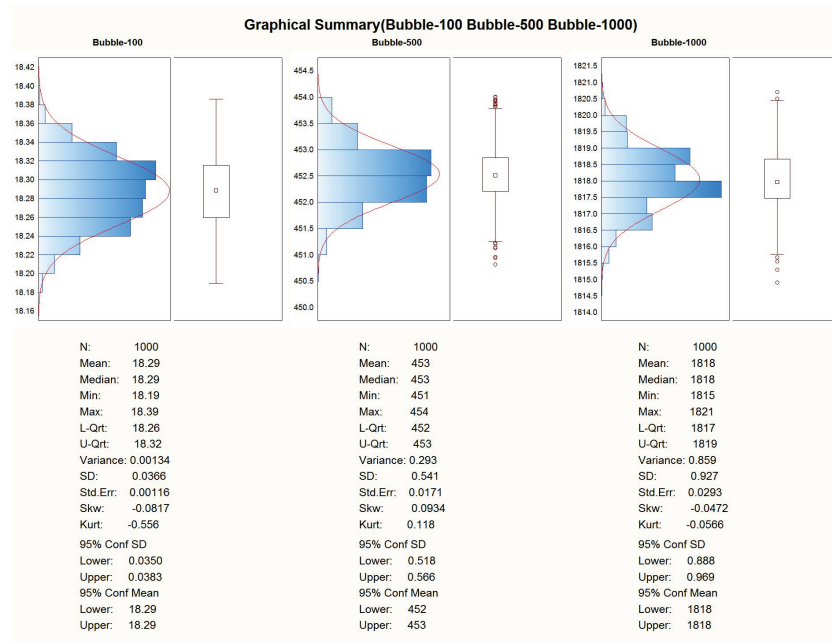 Graphical Summary(Bubble-100 Bubble-500 Bubble-1000)
Bubble-100
18.42
18.40
18.38
18.36
18.34
18.32
18.30
18.28
18.26
18.24
18.22
18.20
18.18
18.16
N: 1000
Mean: 18.29
Median: 18.29
Min: 18.19
Max: 18.39
L-Qrt: 18.26
U-Qrt: 18.32
Variance: 0.00134
SD: 0.0366
Std.Err: 0.00116
Skw: -0.0817
Kurt: -0.556
95% Conf SD
Lower: 0.0350
Upper: 0.0383
95% Conf Mean
Lower: 18.29
Upper: 18.29
Bubble-500
454.5
454.0
453.5
453.0
452.5
452.0
451.5
451.0
450.5
450.0
N: 1000
Mean: 453
Median: 453
Min: 451
Max: 454
L-Qrt: 452
U-Qrt: 453
Variance: 0.293
SD: 0.541
Std.Err: 0.0171
Skw: 0.0934
Kurt: 0.118
95% Conf SD
Lower: 0.518
Upper: 0.566
95% Conf Mean
Lower: 452
Upper: 453
Bubble-1000
1821.5
1821.0
1820.5
1820.0
1819.5
1819.0
1818.5
1818.0
1817.5
1817.0
1816.5
1816.0
1815.5
1815.0
1814.5
1814.0
N: 1000
Mean: 1818
Median: 1818
Min: 1815
Max: 1821
L-Qrt: 1817
U-Qrt: 1819
Variance: 0.859
SD: 0.927
Std.Err: 0.0293
Skw: -0.0472
Kurt: -0.0566
95% Conf SD
Lower: 0.888
Upper: 0.969
95% Conf Mean
Lower: 1818
Upper: 1818